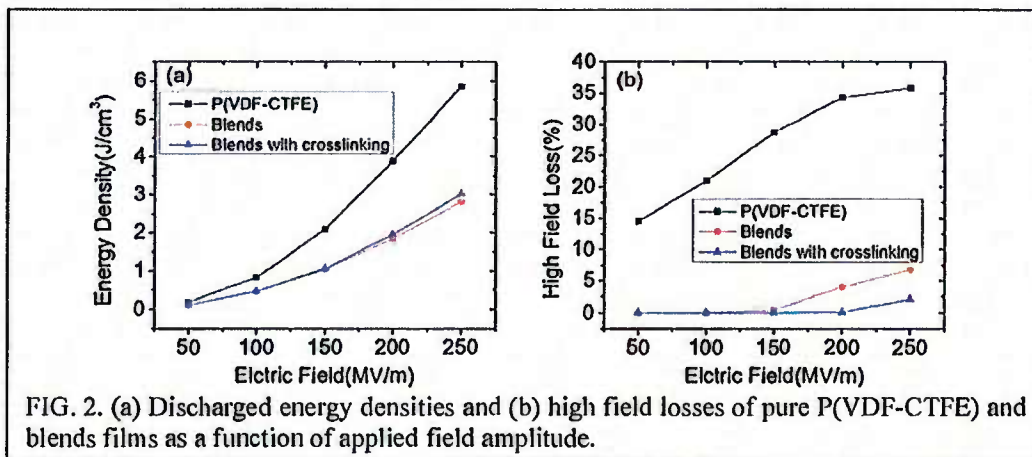 (a)
6
5
4
3
2
1
0
Energy Density(J/cm³)
P(VDF-CTFE)
Blends
Blends with crosslinking
50 100 150 200 250
Elctric Field(MV/m)
(b)
40
35
30
25
20
15
10
5
0
High Field Loss(%)
P(VDF-CTFE)
Blends
Blends with crosslinking
50 100 150 200 250
Elctric Field(MV/m)
FIG. 2. (a) Discharged energy densities and (b) high field losses of pure P(VDF-CTFE) and
blends films as a function of applied field amplitude.